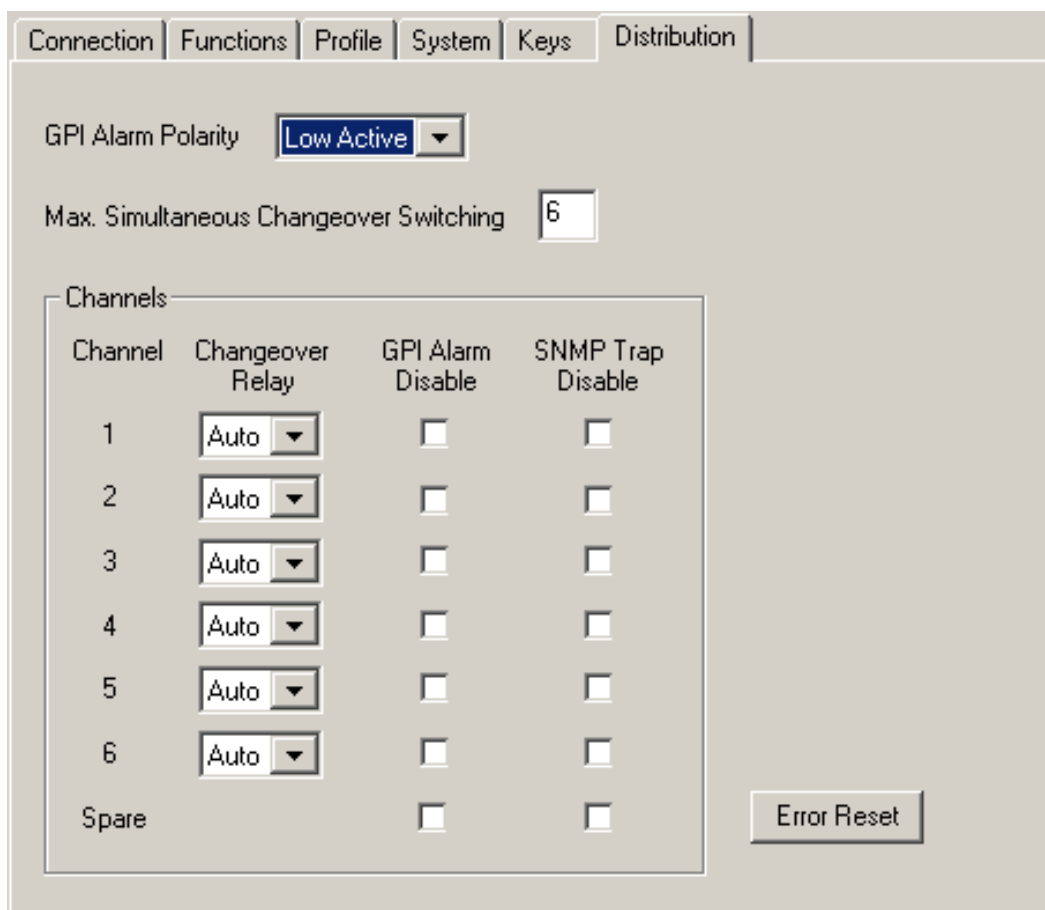 Connection Functions Profile System Keys Distribution
GPI Alarm Polarity Low Active
Max. Simultaneous Changeover Switching 6
Channels
Channel Changeover Relay GPI Alarm Disable SNMP Trap Disable
1 Auto
2 Auto
3 Auto
4 Auto
5 Auto
6 Auto
Spare
Error Reset